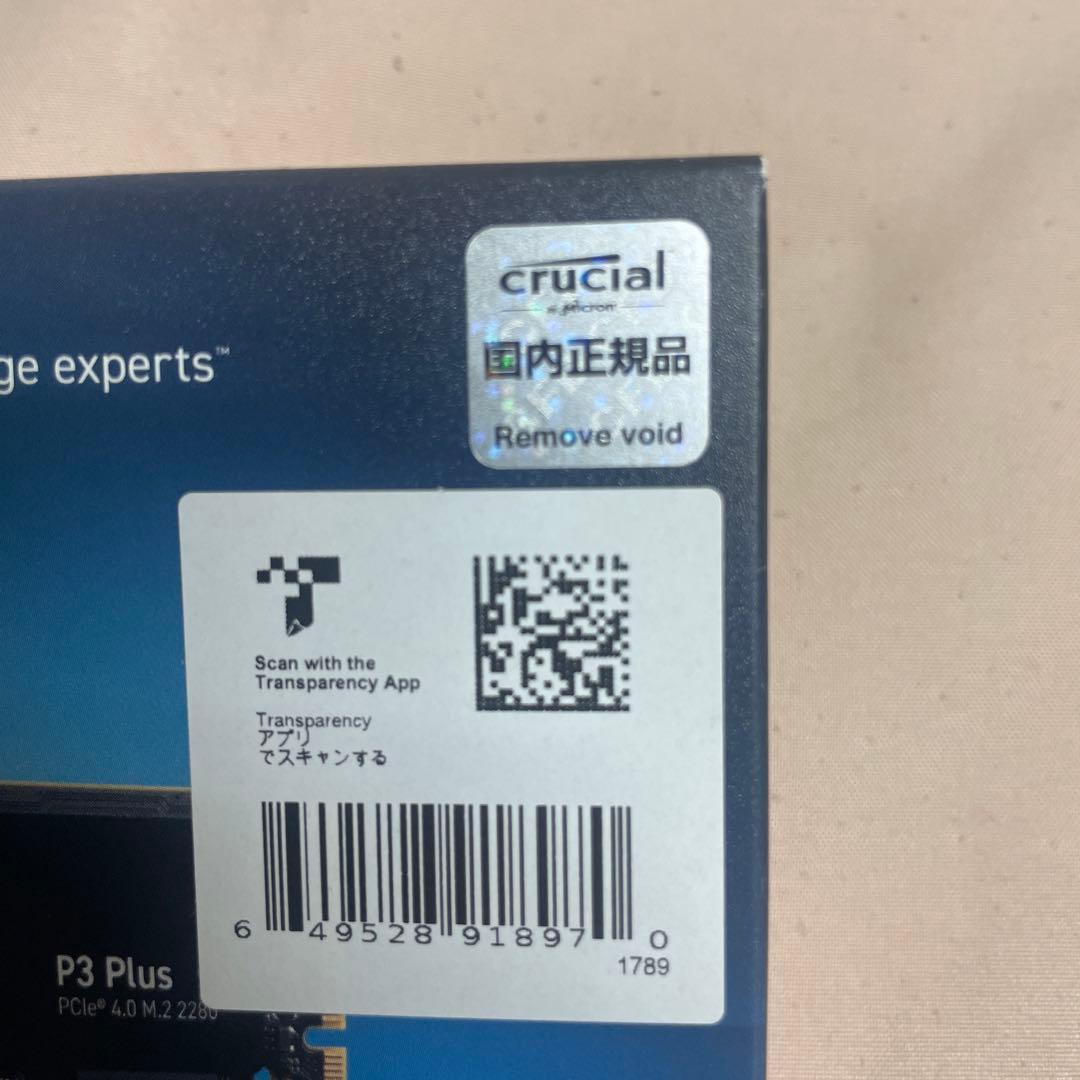 ge experts™
crucial
by Micron
国内正規品
Remove void
Scan with the
Transparency App
Transparency
アプリ
でスキャンする
6 49528 91897 0
1789
P3 Plus
PCIe® 4.0 M.2 2280